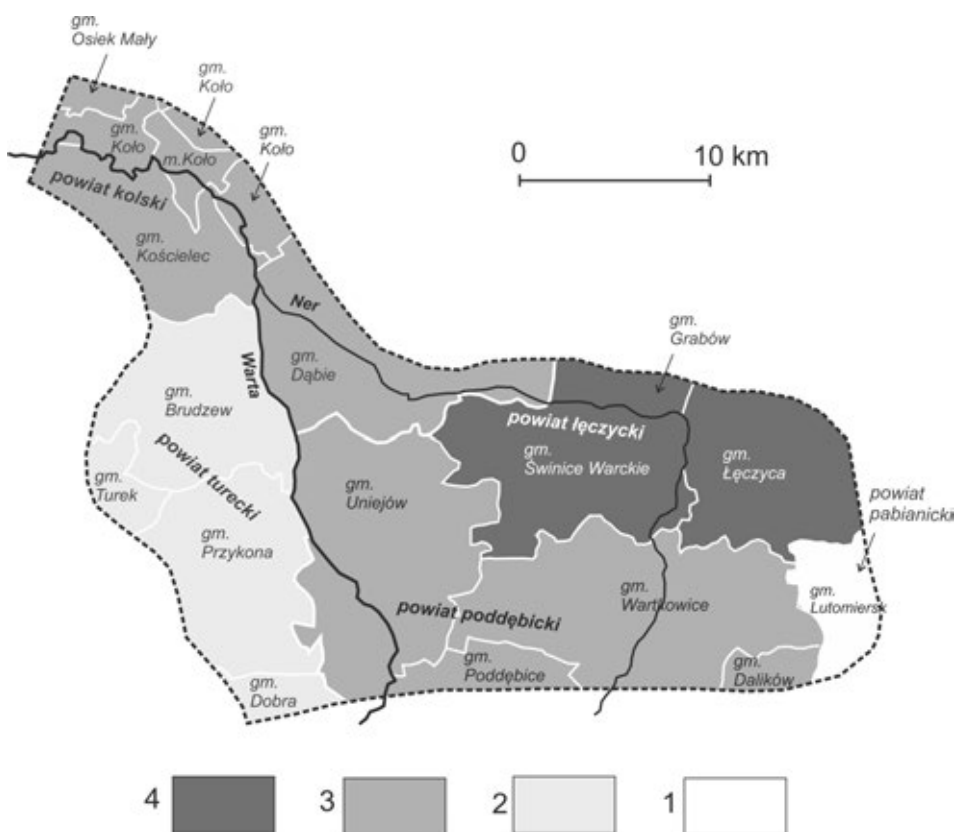 gm.
Osiek Mały
gm.
Koło
gm.
Koło
gm.
Koło
m.Koło
0 10 km
powiat kolski
gm.
Kościelec
Ner
gm.
Grabów
gm.
Dąbie
Warta
gm.
Brudzew
powiat łęczycki
gm.
Świnice Warckie
gm.
Łęczyca
powiat turecki
gm.
Turek
gm.
Uniejów
powiat
pabianicki
gm.
Przykona
gm.
Wartkowice
gm.
Lutomiersk
powiat poddębicki
gm.
Poddębice
gm.
Dalików
gm.
Dobra
4 3 2 1